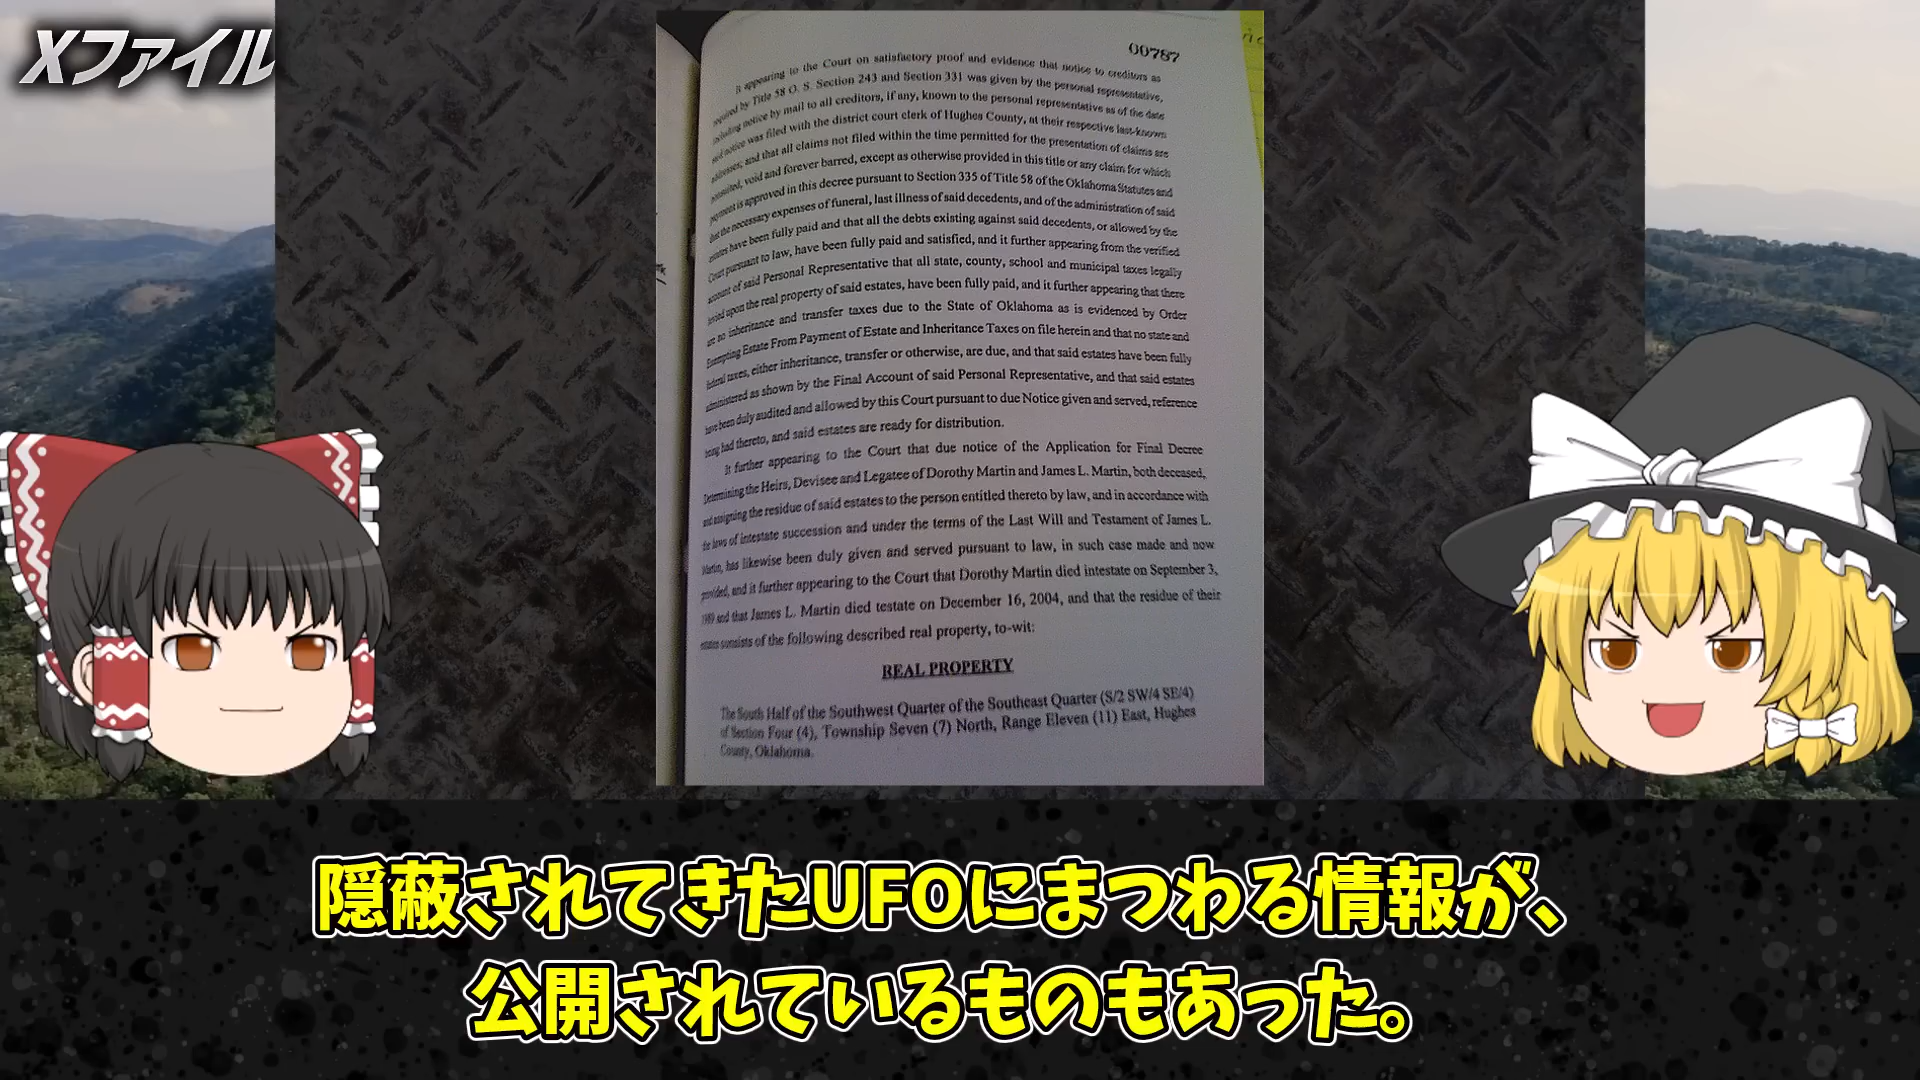 Xファイル
00787
It appearing to the Court on satisfactory proof and evidence that notice to creditors as
required by Title 58 O. S. Section 243 and Section 331 was given by the personal representative,
including notice by mail to all creditors, if any, known to the personal representative as of the date
said notice was filed with the district court clerk of Hughes County, at their respective last-known
addresses; and that all claims not filed within the time permitted for the presentation of claims are
void and forever barred, except as otherwise provided in this title or any claim for which
payment is approved in this decree pursuant to Section 335 of Title 58 of the Oklahoma Statutes and
that the necessary expenses of funeral, last illness of said decedents, and of the administration of said
estates have been fully paid and that all the debts existing against said decedents, or allowed by the
Court pursuant to law, have been fully paid and satisfied, and it further appearing from the verified
account of said Personal Representative that all state, county, school and municipal taxes legally
levied upon the real property of said estates, have been fully paid, and it further appearing that there
are no inheritance and transfer taxes due to the State of Oklahoma as is evidenced by Order
Exempting Estate From Payment of Estate and Inheritance Taxes on file herein and that no state and
federal taxes, either inheritance, transfer or otherwise, are due, and that said estates have been fully
administered as shown by the Final Account of said Personal Representative, and that said estates
have been duly audited and allowed by this Court pursuant to due Notice given and served, reference
being had thereto, and said estates are ready for distribution.
It further appearing to the Court that due notice of the Application for Final Decree
Determining the Heirs, Devisee and Legatee of Dorothy Martin and James L. Martin, both deceased,
and assigning the residue of said estates to the person entitled thereto by law, and in accordance with
the laws of intestate succession and under the terms of the Last Will and Testament of James L.
Martin, has likewise been duly given and served pursuant to law, in such case made and now
provided, and it further appearing to the Court that Dorothy Martin died intestate on September 3,
1989 and that James L. Martin died testate on December 16, 2004, and that the residue of their
estates consists of the following described real property, to-wit:
REAL PROPERTY
The South Half of the Southwest Quarter of the Southeast Quarter (S/2 SW/4 SE/4)
of Section Four (4), Township Seven (7) North, Range Eleven (11) East, Hughes
County, Oklahoma.
隠蔽されてきたUFOにまつわる情報が、
公開されているものもあった。